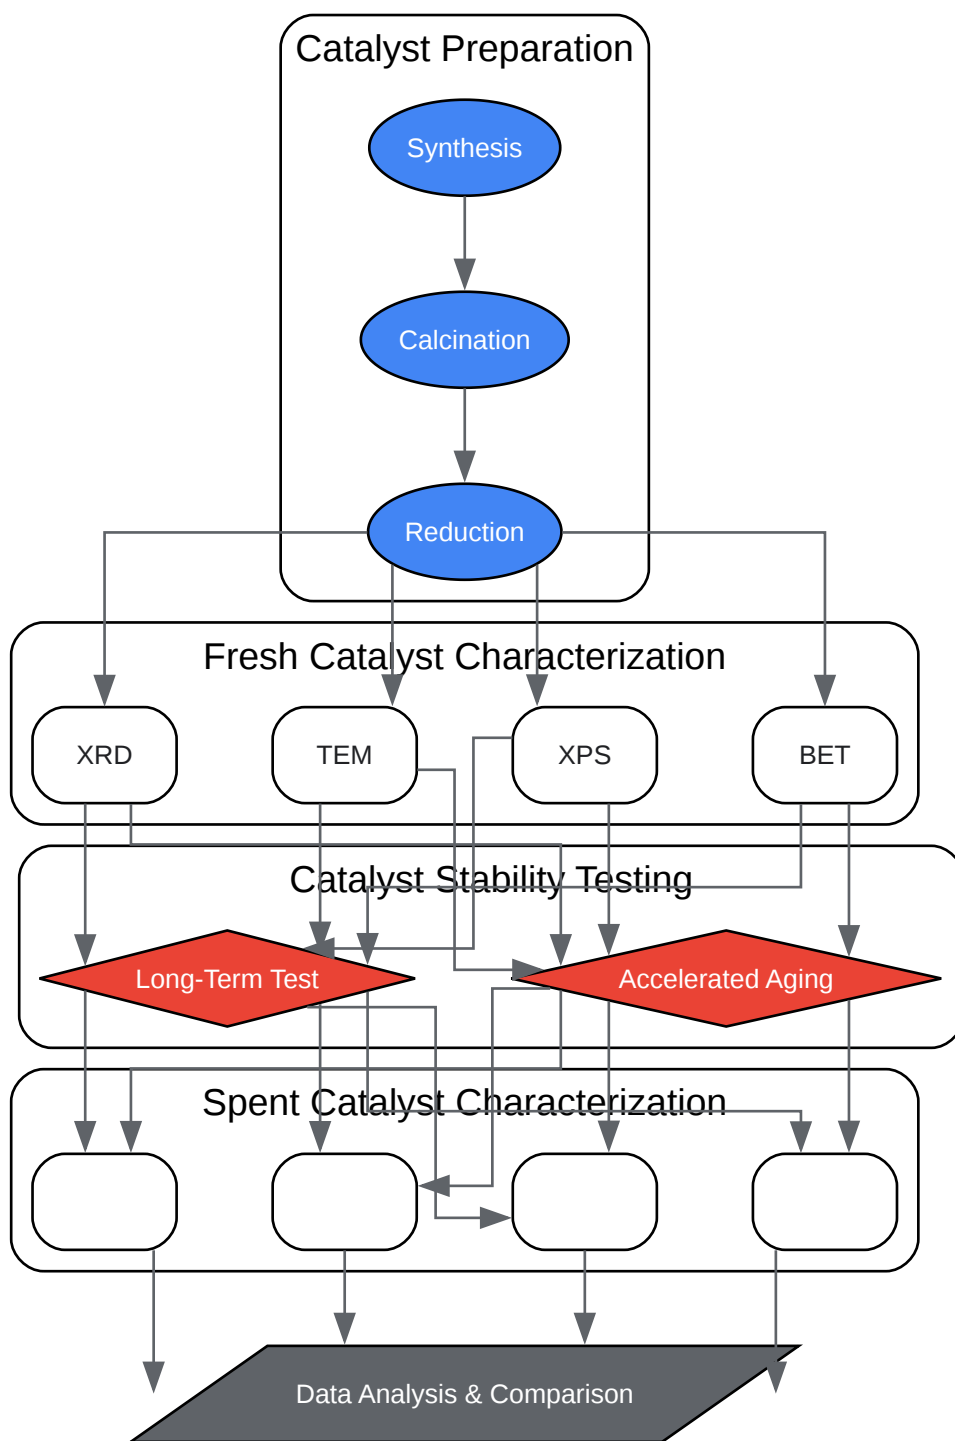 Catalyst Preparation
Synthesis
Calcination
Reduction
Fresh Catalyst Characterization
XRD
TEM
XPS
BET
Catalyst Stability Testing
Long-Term Test
Accelerated Aging
Spent Catalyst Characterization
Data Analysis & Comparison